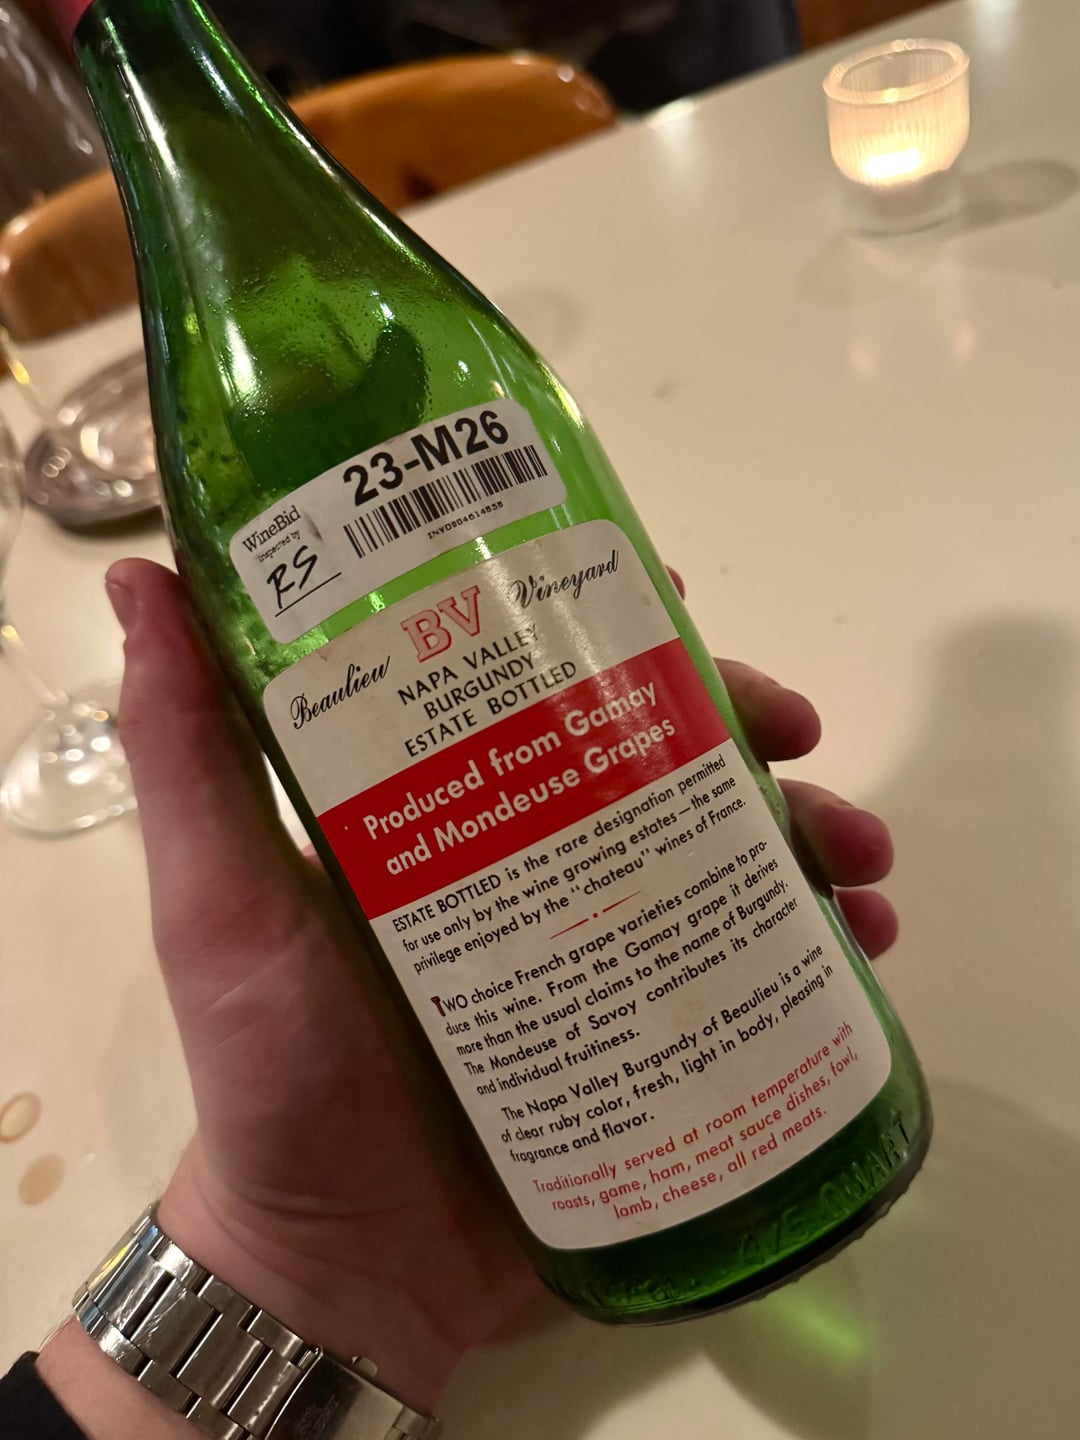 23-M26
WineBid
Inspected by
RS
INV0804614838
Beaulieu BV Vineyard
NAPA VALLEY
BURGUNDY
ESTATE BOTTLED
Produced from Gamay
and Mondeuse Grapes
ESTATE BOTTLED is the rare designation permitted
for use only by the wine growing estates—the same
privilege enjoyed by the "chateau" wines of France.
TWO choice French grape varieties combine to pro-
duce this wine. From the Gamay grape it derives
more than the usual claims to the name of Burgundy.
The Mondeuse of Savoy contributes its character
and individual fruitiness.
The Napa Valley Burgundy of Beaulieu is a wine
of clear ruby color, fresh, light in body, pleasing in
fragrance and flavor.
Traditionally served at room temperature with
roasts, game, ham, meat sauce dishes, fowl,
lamb, cheese, all red meats.
4/5 QUART